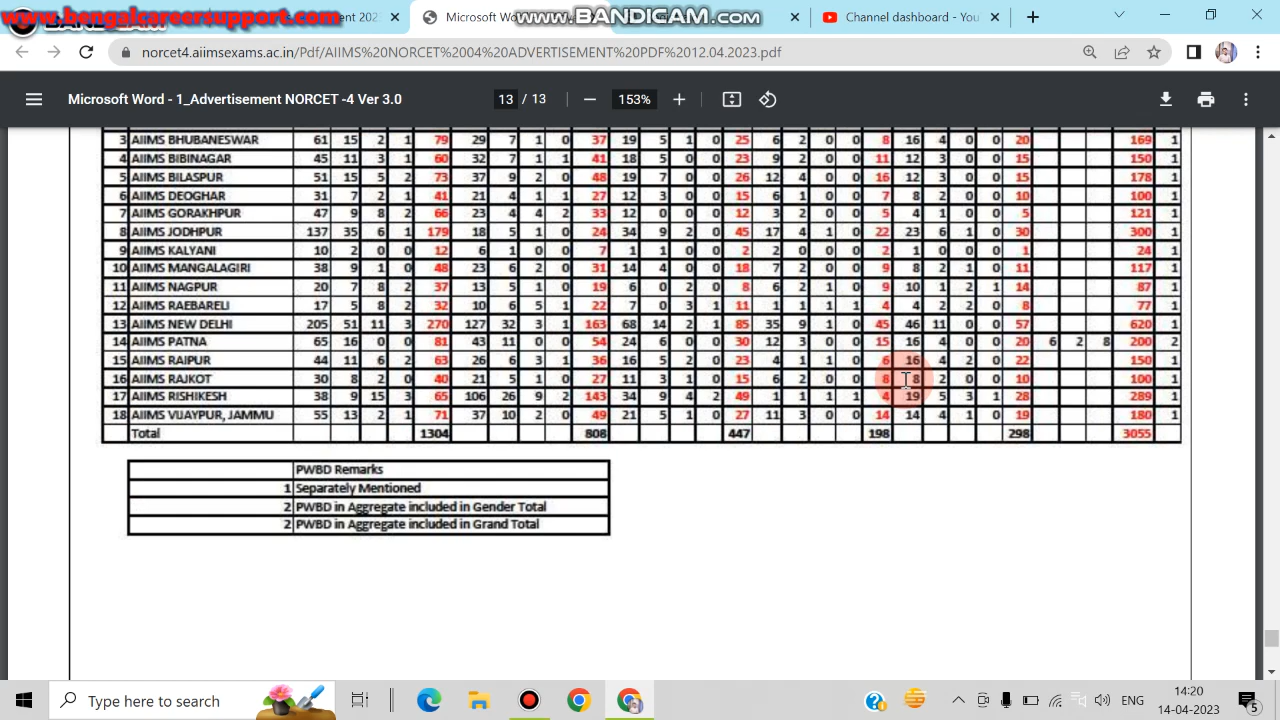 www.bengalcareersupport.com
www.BANDICAM.com
BANDICAM
Microsoft Wo
Channel dashboard - You
norcet4.aiimsexams.ac.in/Pdf/AIIMS%20NORCET%2004%20ADVERTISEMENT%20PDF%2012.04.2023.pdf
Microsoft Word - 1_Advertisement NORCET -4 Ver 3.0
13 / 13
153%
3 AIIMS BHUBANESWAR 61 15 2 1 79 29 7 1 0 37 19 5 1 0 25 6 2 0 0 8 16 4 0 0 20 169 1
4 AIIMS BIBINAGAR 45 11 3 1 60 32 7 1 1 41 18 5 0 0 23 9 2 0 0 11 12 3 0 0 15 150 1
5 AIIMS BILASPUR 51 15 5 2 73 37 9 2 0 48 19 7 0 0 26 12 4 0 0 16 12 3 0 0 15 178 1
6 AIIMS DEOGHAR 31 7 2 1 41 21 4 1 1 27 12 3 0 0 15 6 1 0 0 7 8 2 0 0 10 100 1
7 AIIMS GORAKHPUR 47 9 8 2 66 23 4 4 2 33 12 0 0 0 12 3 2 0 0 5 4 1 0 0 5 121 1
8 AIIMS JODHPUR 137 35 6 1 179 18 5 1 0 24 34 9 2 0 45 17 4 1 0 22 23 6 1 0 30 300 1
9 AIIMS KALYANI 10 2 0 0 12 6 1 0 0 7 1 1 0 0 2 2 0 0 0 2 1 0 0 0 1 24 1
10 AIIMS MANGALAGIRI 38 9 1 0 48 23 6 2 0 31 14 4 0 0 18 7 2 0 0 9 8 2 1 0 11 117 1
11 AIIMS NAGPUR 20 7 8 2 37 13 5 1 0 19 6 0 2 0 8 6 2 1 0 9 10 1 2 1 14 87 1
12 AIIMS RAEBARELI 17 5 8 2 32 10 6 5 1 22 7 0 3 1 11 1 1 1 1 4 4 2 2 0 8 77 1
13 AIIMS NEW DELHI 205 51 11 3 270 127 32 3 1 163 68 14 2 1 85 35 9 1 0 45 46 11 0 0 57 620 1
14 AIIMS PATNA 65 16 0 0 81 43 11 0 0 54 24 6 0 0 30 12 3 0 0 15 16 4 0 0 20 6 2 8 200 2
15 AIIMS RAIPUR 44 11 6 2 63 26 6 3 1 36 16 5 2 0 23 4 1 1 0 6 16 4 2 0 22 150 1
16 AIIMS RAJKOT 30 8 2 0 40 21 5 1 0 27 11 3 1 0 15 6 2 0 0 8 8 2 0 0 10 100 1
17 AIIMS RISHIKESH 38 9 15 3 65 106 26 9 2 143 34 9 4 2 49 1 1 1 1 4 19 5 3 1 28 289 1
18 AIIMS VIJAYPUR, JAMMU 55 13 2 1 71 37 10 2 0 49 21 5 1 0 27 11 3 0 0 14 14 4 1 0 19 180 1
Total 1304 808 447 198 298 3055
PWBD Remarks
1 Separately Mentioned
2 PWBD in Aggregate included in Gender Total
2 PWBD in Aggregate included in Grand Total
Type here to search
ENG
14:20
14-04-2023
5